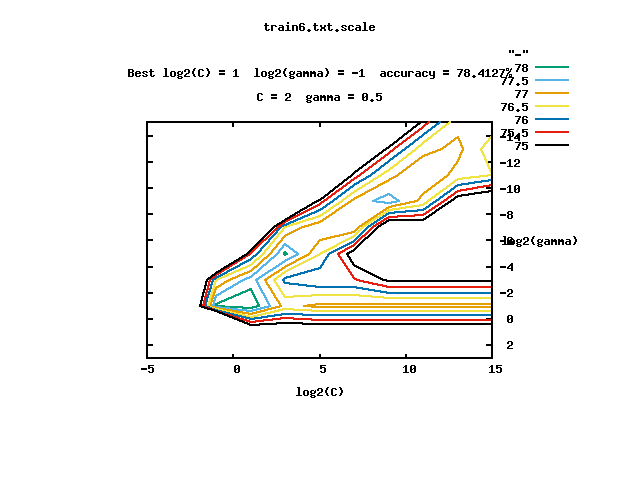 train6.txt.scale
"-"
Best log2(C) = 1 log2(gamma) = -1 accuracy = 78.4127%
78
77.5
77
C = 2 gamma = 0.5
76.5
76
75.5
75
-14
-12
-10
-8
-6
log2(gamma)
-4
-2
0
2
-5 0 5 10 15
log2(C)